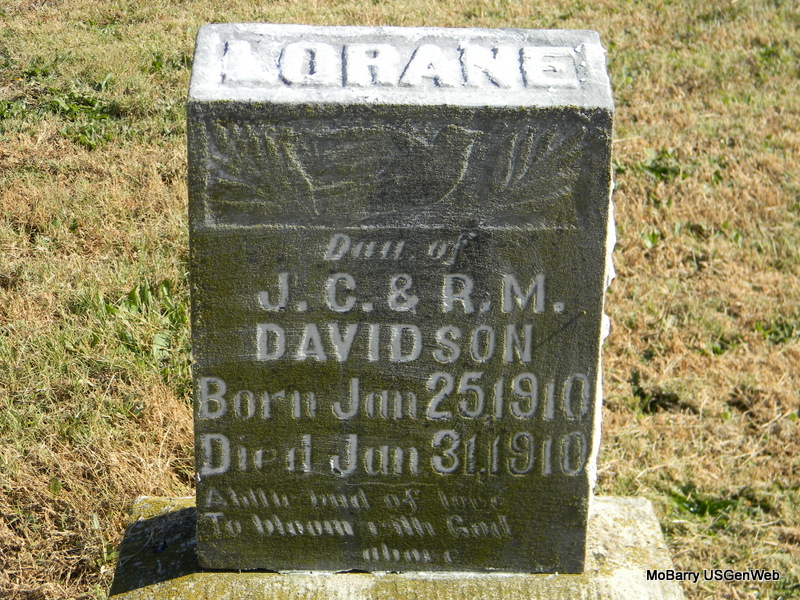 LORANE
Dau. of
J. C. & R. M.
DAVIDSON
Born Jan 25, 1910
Died Jan 31, 1910
A little bud of love
To bloom with God
above
MoBarry USGenWeb